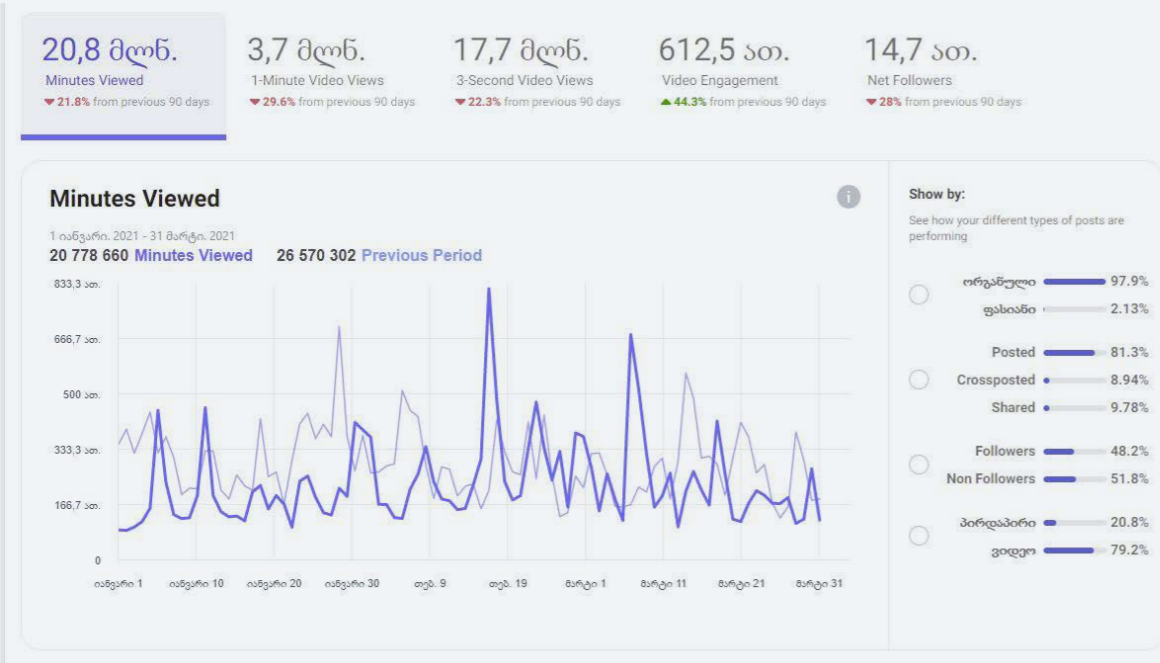 20,8 მლნ.
Minutes Viewed
21.8% from previous 90 days
3,7 მლნ.
1-Minute Video Views
29.6% from previous 90 days
17,7 მლნ.
3-Second Video Views
22.3% from previous 90 days
612,5 ათ.
Video Engagement
44.3% from previous 90 days
14,7 ათ.
Net Followers
28% from previous 90 days
Minutes Viewed
1 იანვარი. 2021 - 31 მარტი. 2021
20 778 660 Minutes Viewed 26 570 302 Previous Period
833,3 ათ.
666,7 ათ.
500 ათ.
333,3 ათ.
166,7 ათ.
0
იანვარი 1 იანვარი 10 იანვარი 20 იანვარი 30 თებ. 9 თებ. 19 მარტი 1 მარტი 11 მარტი 21 მარტი 31
Show by:
See how your different types of posts are
performing
ორგანული 97.9%
ფასიანი 2.13%
Posted 81.3%
Crossposted 8.94%
Shared 9.78%
Followers 48.2%
Non Followers 51.8%
პირდაპირი 20.8%
ვიდეო 79.2%